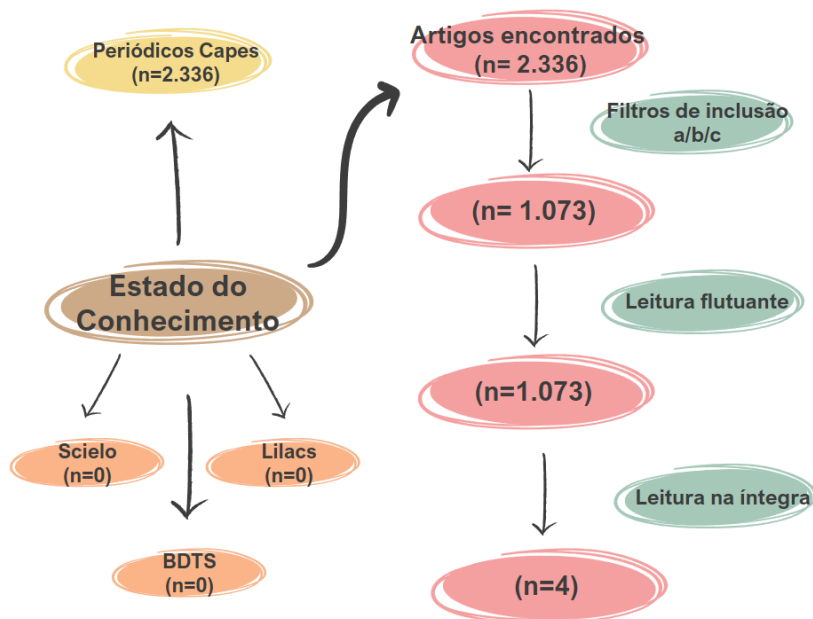 Periódicos Capes
(n=2.336)
Estado do
Conhecimento
Scielo
(n=0)
Lilacs
(n=0)
BDTS
(n=0)
Artigos encontrados
(n= 2.336)
Filtros de inclusão
a/b/c
(n= 1.073)
Leitura flutuante
(n=1.073)
Leitura na íntegra
(n=4)